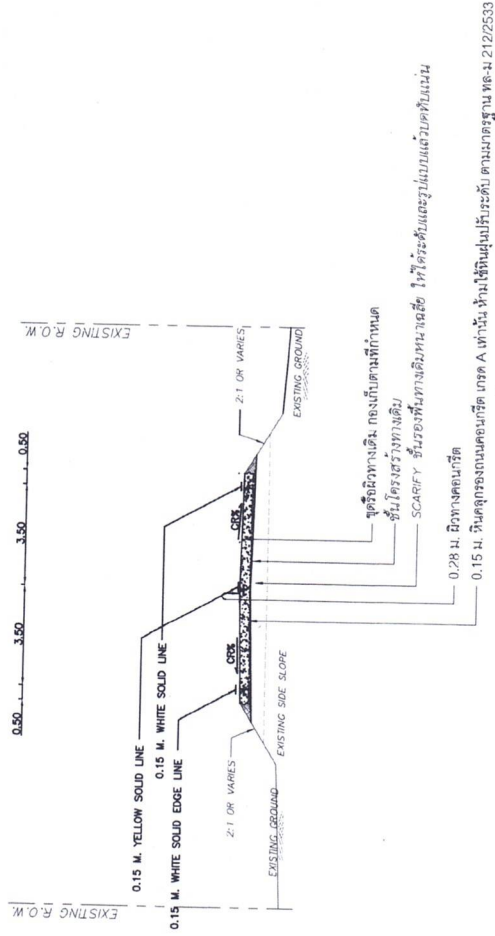 0.50 3.50 3.50 0.50
EXISTING R.O.W.
EXISTING R.O.W.
0.15 M. YELLOW SOLID LINE
0.15 M. WHITE SOLID LINE
0.15 M. WHITE SOLID EDGE LINE
2:1 OR VARIES
CR%
CR%
2:1 OR VARIES
EXISTING GROUND
EXISTING SIDE SLOPE
EXISTING GROUND
ขุดรื้อผิวทางเดิม กองเก็บตามที่กำหนด
ชั้นโครงสร้างทางเดิม
SCARIFY ชั้นรองพื้นทางเดิมหนาเฉลี่ย ให้ได้ระดับและรูปแบบแล้วบดทับแน่น
0.28 ม. ผิวทางคอนกรีต
0.15 ม. หินคลุกรองถนนคอนกรีต เกรด A เท่านั้น ห้ามใช้หินฝุ่นปรับระดับ ตามมาตรฐาน ทล-ม 212/2533